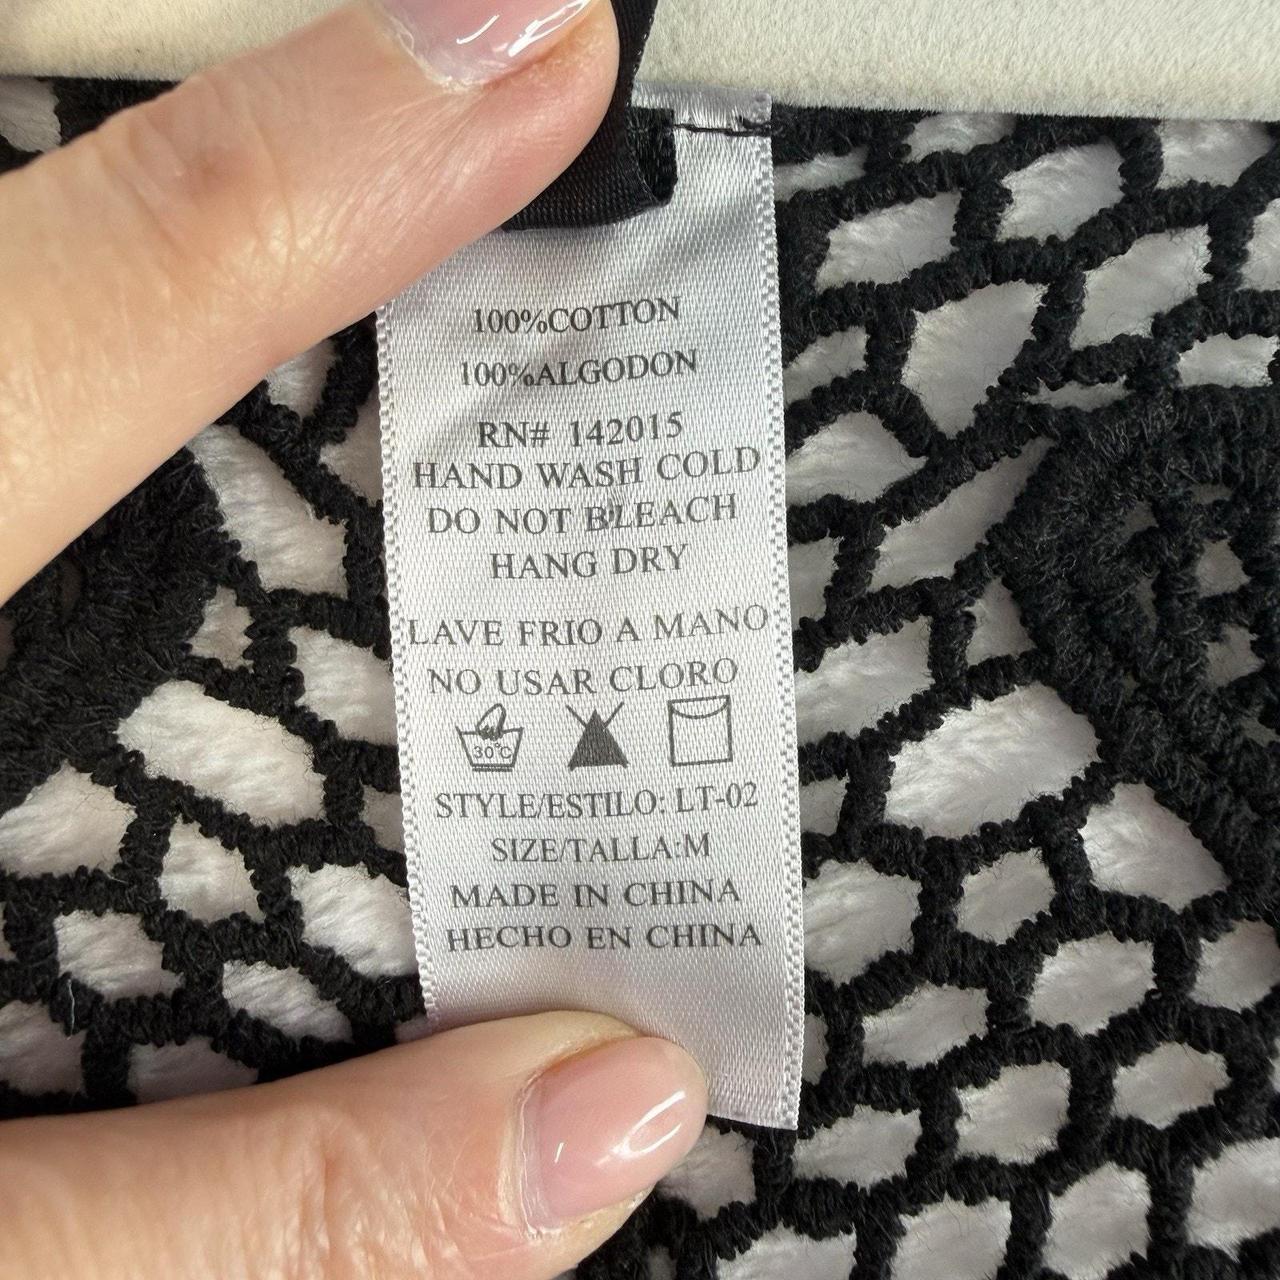 100%COTTON
100%ALGODON
RN# 142015
HAND WASH COLD
DO NOT BLEACH
HANG DRY
LAVE FRIO A MANO
NO USAR CLORO
30°C
STYLE/ESTILO: LT-02
SIZE/TALLA:M
MADE IN CHINA
HECHO EN CHINA